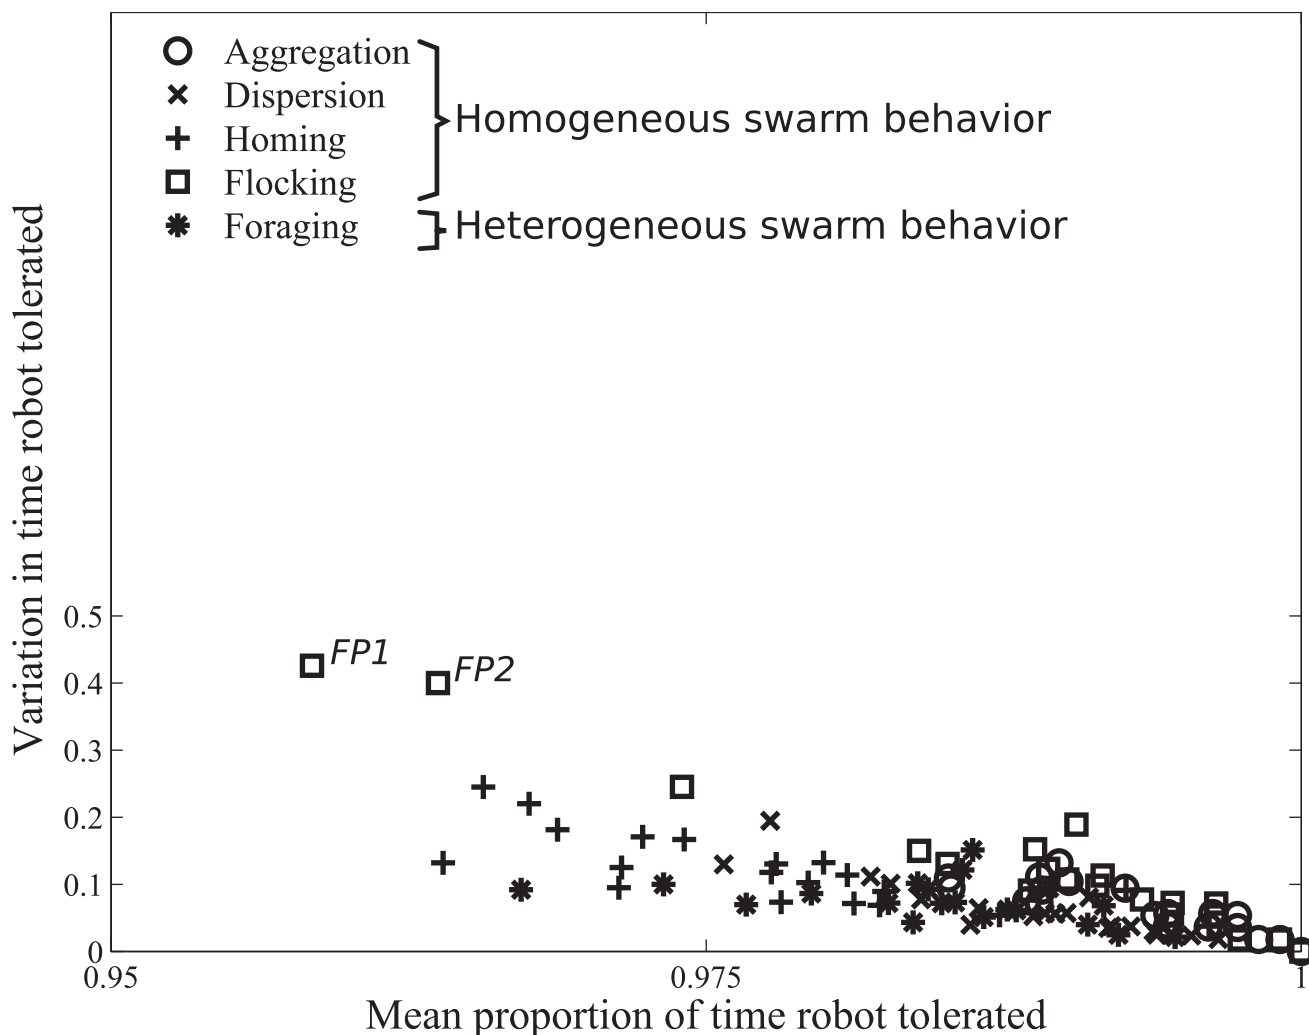 Aggregation
Dispersion
Homing
Flocking
Foraging
Homogeneous swarm behavior
Heterogeneous swarm behavior
Variation in time robot tolerated
0.5
0.4
0.3
0.2
0.1
0
FP1
FP2
0.95
0.975
1
Mean proportion of time robot tolerated